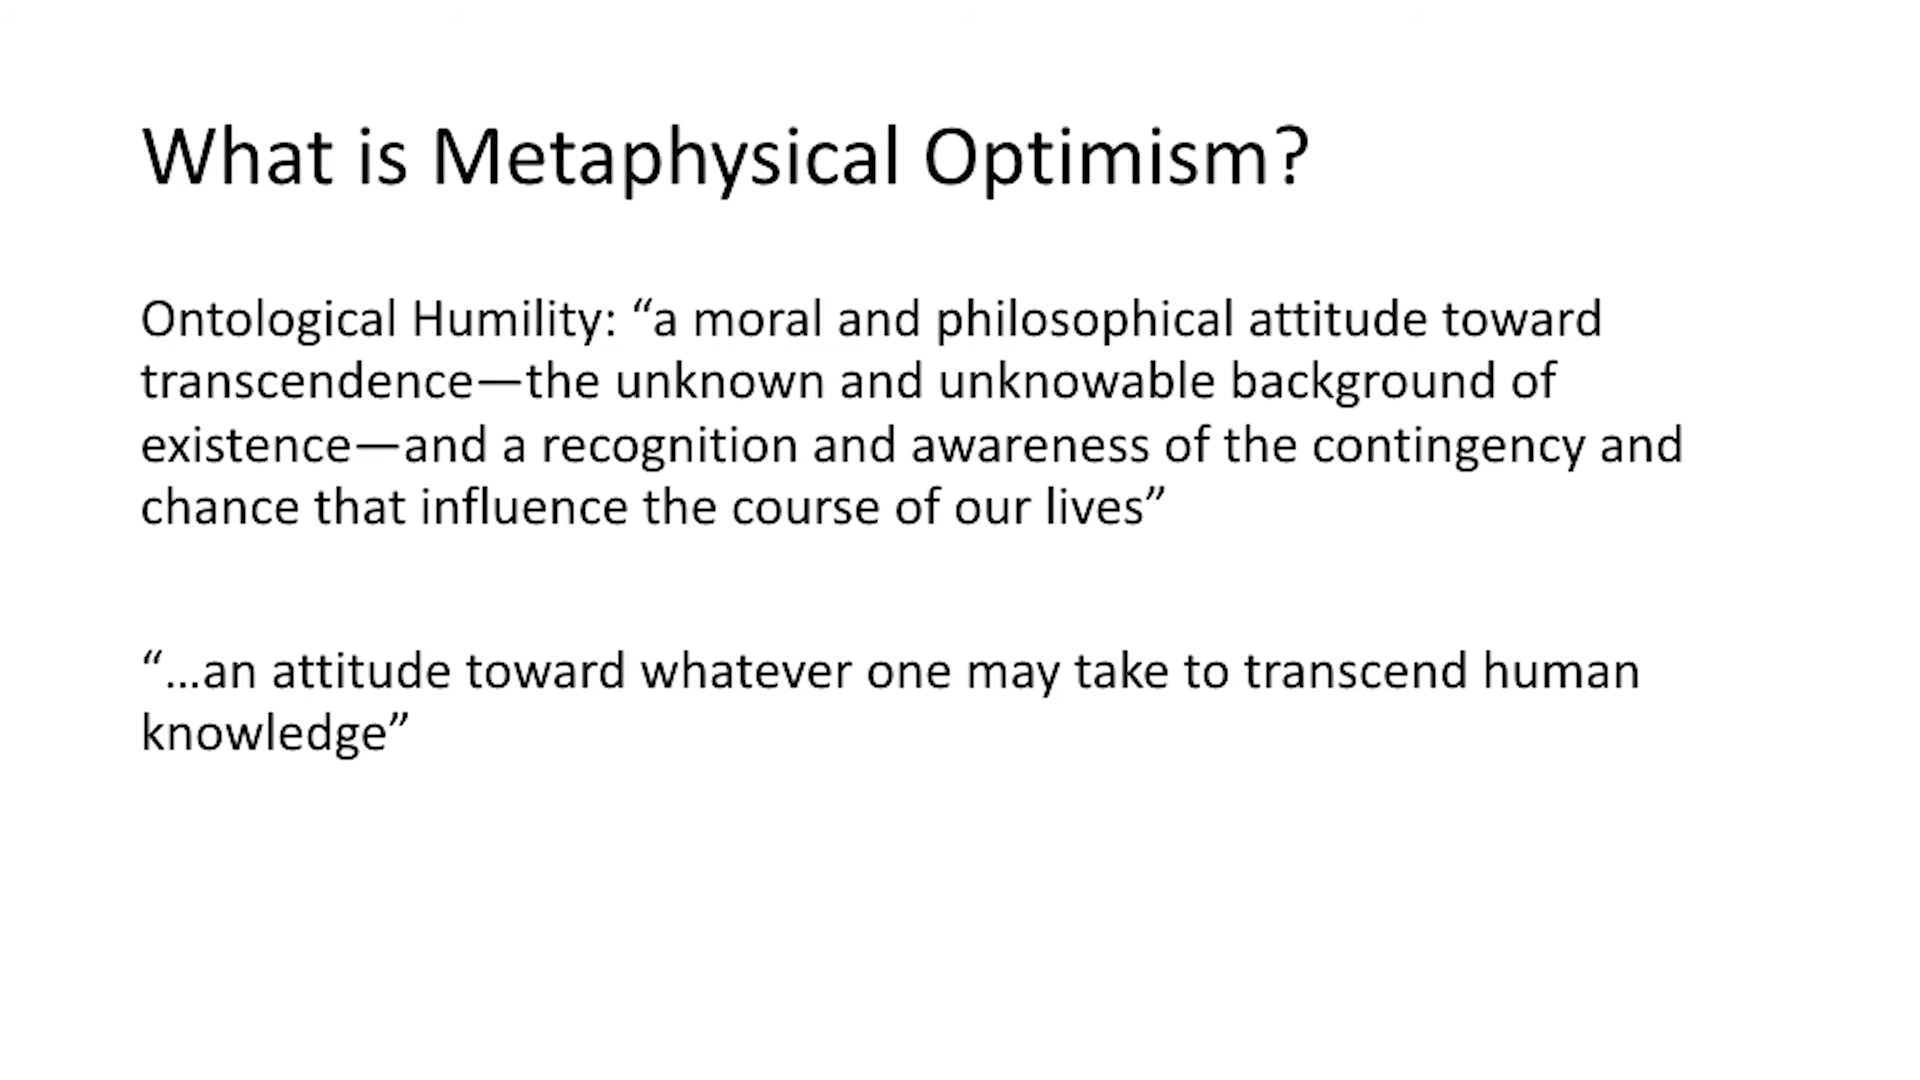 What is Metaphysical Optimism?
Ontological Humility: “a moral and philosophical attitude toward
transcendence—the unknown and unknowable background of
existence—and a recognition and awareness of the contingency and
chance that influence the course of our lives”
“…an attitude toward whatever one may take to transcend human
knowledge”